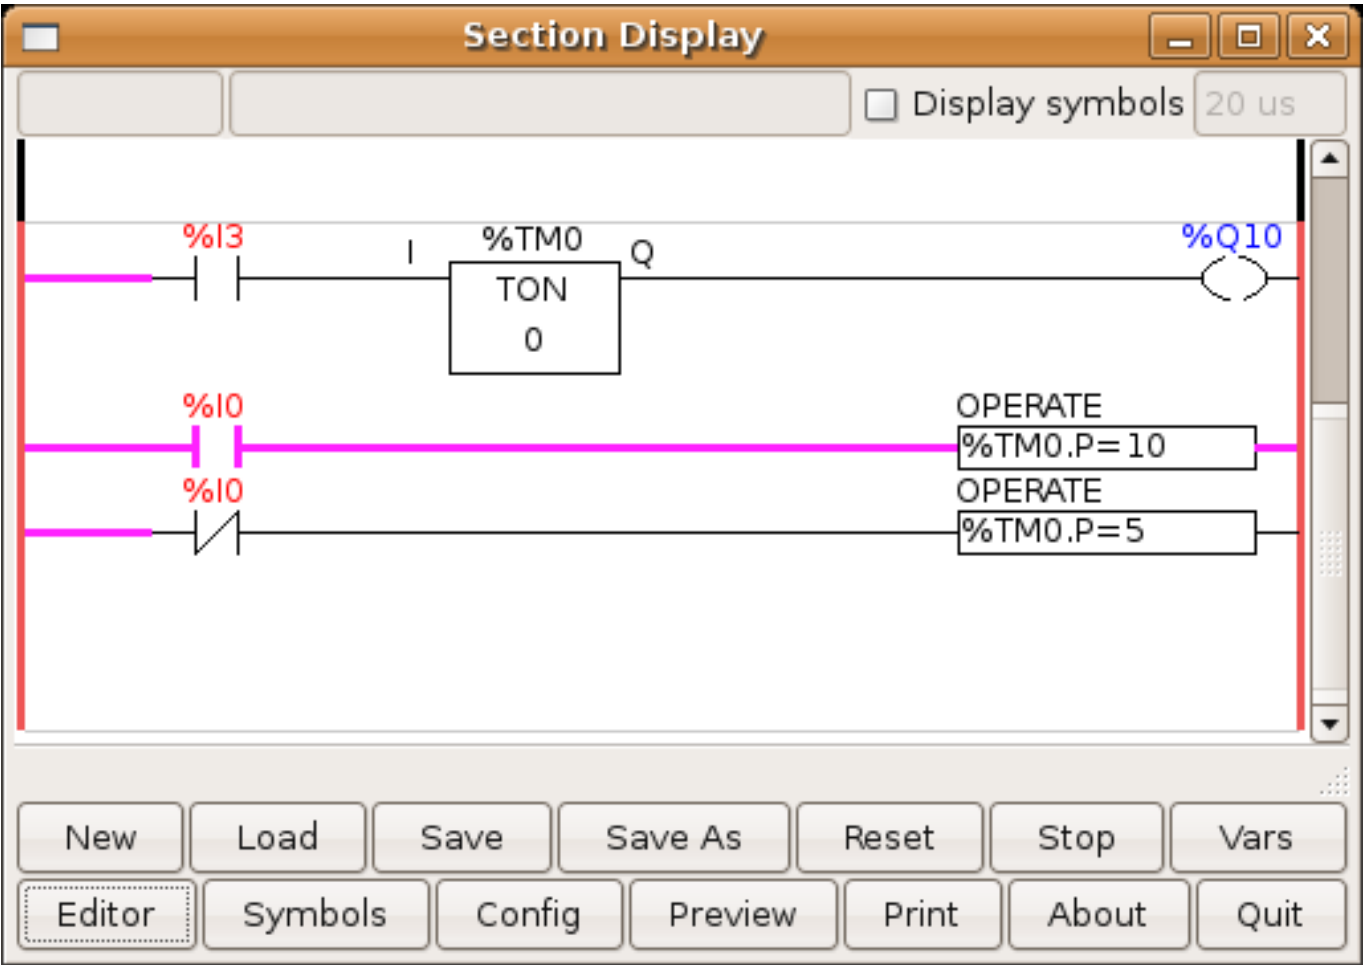 Section Display
Display symbols 20 us
%I3 I %TM0 Q %Q10
TON
0
%I0 OPERATE
%TM0.P=10
%I0 OPERATE
%TM0.P=5
New Load Save Save As Reset Stop Vars
Editor Symbols Config Preview Print About Quit